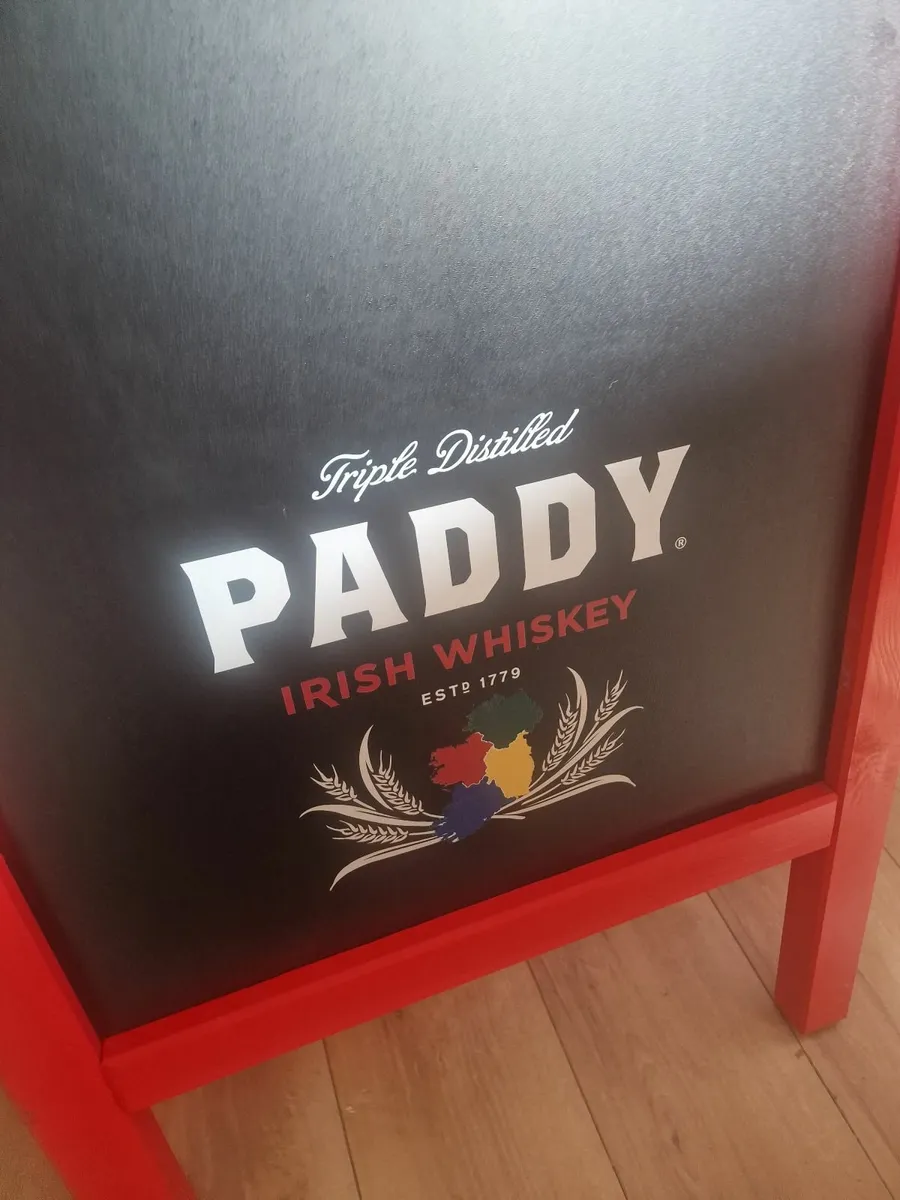 Triple Distilled
PADDY®
IRISH WHISKEY
ESTᴰ 1779